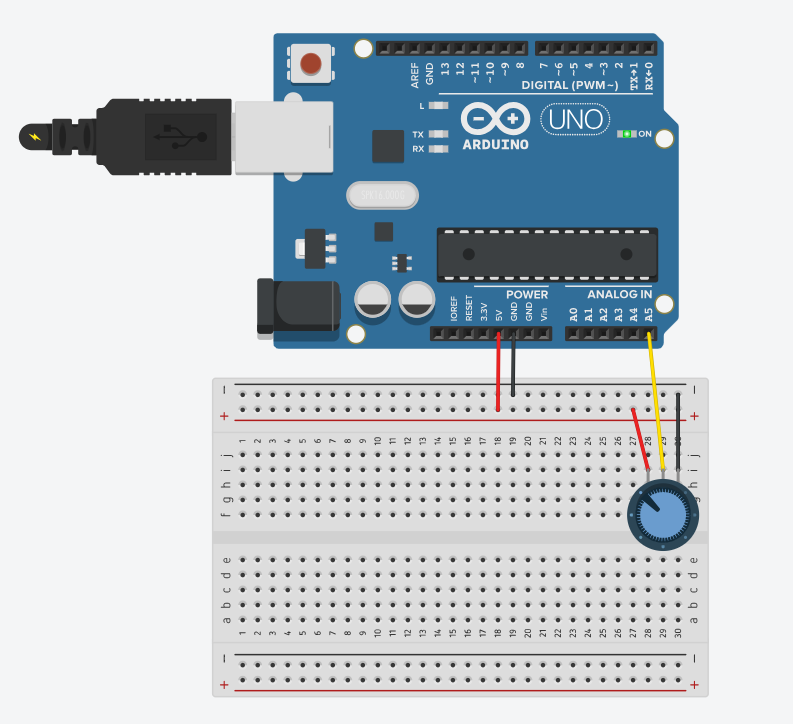 AREF GND 13 12 ~11 ~10 ~9 8 7 ~6 ~5 4 ~3 2 TX→1 RX←0
DIGITAL (PWM~)
L
UNO
TX
ON
RX
ARDUINO
POWER ANALOG IN
IOREF RESET 3.3V 5V GND GND Vin A0 A1 A2 A3 A4 A5
− −
+ +
1 2 3 4 5 6 7 8 9 10 11 12 13 14 15 16 17 18 19 20 21 22 23 24 25 26 27 28 29 30
j j
i i
h h
g g
f
e e
d d
c c
b b
a a
1 2 3 4 5 6 7 8 9 10 11 12 13 14 15 16 17 18 19 20 21 22 23 24 25 26 27 28 29 30
− −
+ +